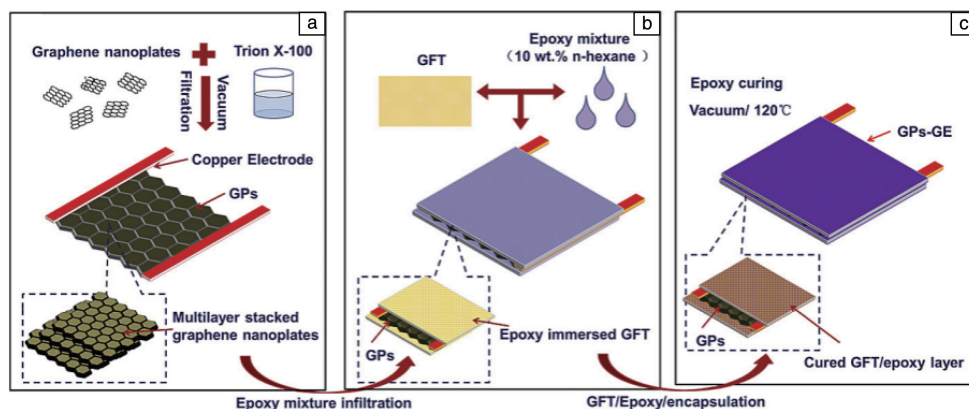 a
Graphene nanoplates
Trion X-100
Vacuum
Filtration
Copper Electrode
GPs
Multilayer stacked
graphene nanoplates
Epoxy mixture infiltration
b
GFT
Epoxy mixture
（10 wt.% n-hexane ）
GPs
Epoxy immersed GFT
GFT/Epoxy/encapsulation
c
Epoxy curing
Vacuum/ 120℃
GPs-GE
GPs
Cured GFT/epoxy layer